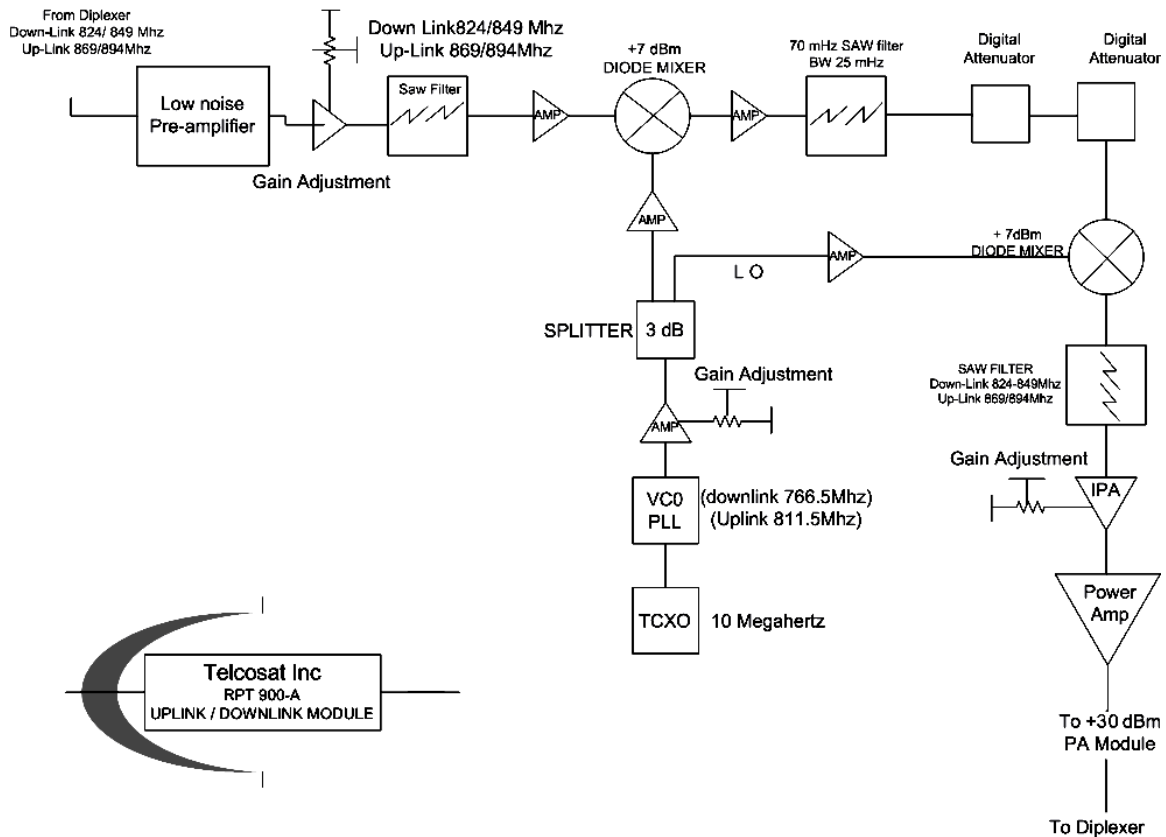 From Diplexer
Down-Link 824/ 849 Mhz
Up-Link 869/894Mhz
Down Link824/849 Mhz
Up-Link 869/894Mhz
+7 dBm
DIODE MIXER
70 mHz SAW filter
BW 25 mHz
Digital
Attenuator
Digital
Attenuator
Low noise
Pre-amplifier
Saw Filter
AMP
AMP
Gain Adjustment
AMP
+ 7dBm
DIODE MIXER
AMP
L O
SPLITTER
3 dB
Gain Adjustment
AMP
SAW FILTER
Down-Link 824-849Mhz
Up-Link 869/894Mhz
Gain Adjustment
IPA
VC0
PLL
(downlink 766.5Mhz)
(Uplink 811.5Mhz)
Power
Amp
TCXO
10 Megahertz
Telcosat Inc
RPT 900-A
UPLINK / DOWNLINK MODULE
To +30 dBm
PA Module
To Diplexer